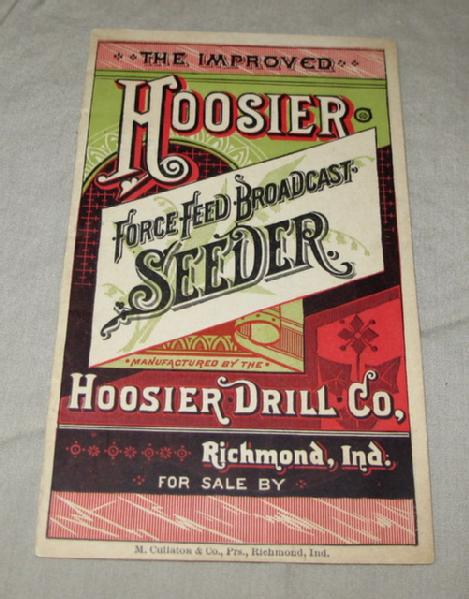 THE IMPROVED
HOOSIER
FORCE FEED BROADCAST
SEEDER.
MANUFACTURED BY THE
HOOSIER DRILL CO,
Richmond, Ind.
FOR SALE BY
M. Cullaton & Co., Prs., Richmond, Ind.